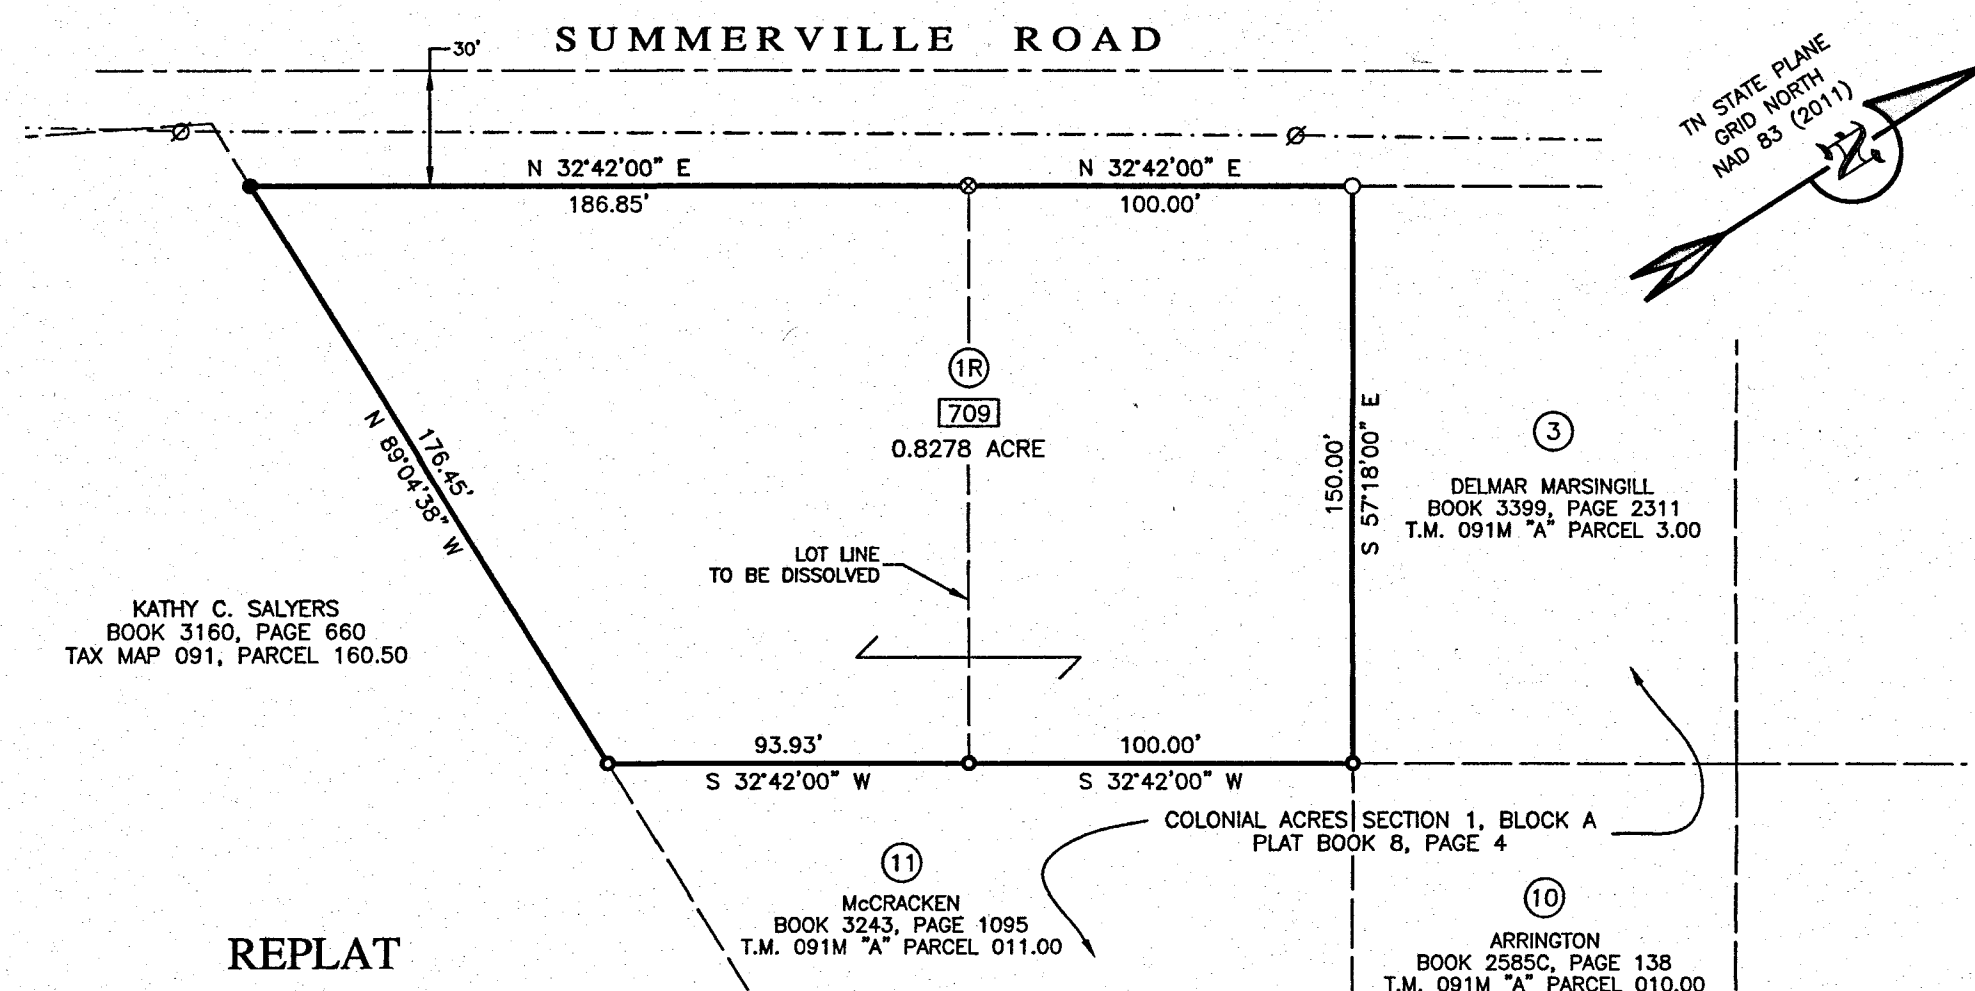 SUMMERVILLE ROAD
30'
TN STATE PLANE
GRID NORTH
NAD 83 (2011)
N
N 32°42'00" E
186.85'
N 32°42'00" E
100.00'
1R
709
0.8278 ACRE
176.45'
N 89°04'38" W
150.00'
S 57°18'00" E
3
DELMAR MARSINGILL
BOOK 3399, PAGE 2311
T.M. 091M "A" PARCEL 3.00
LOT LINE
TO BE DISSOLVED
KATHY C. SALYERS
BOOK 3160, PAGE 660
TAX MAP 091, PARCEL 160.50
93.93'
S 32°42'00" W
100.00'
S 32°42'00" W
COLONIAL ACRES SECTION 1, BLOCK A
PLAT BOOK 8, PAGE 4
11
McCRACKEN
BOOK 3243, PAGE 1095
T.M. 091M "A" PARCEL 011.00
10
ARRINGTON
BOOK 2585C, PAGE 138
T.M. 091M "A" PARCEL 010.00
REPLAT